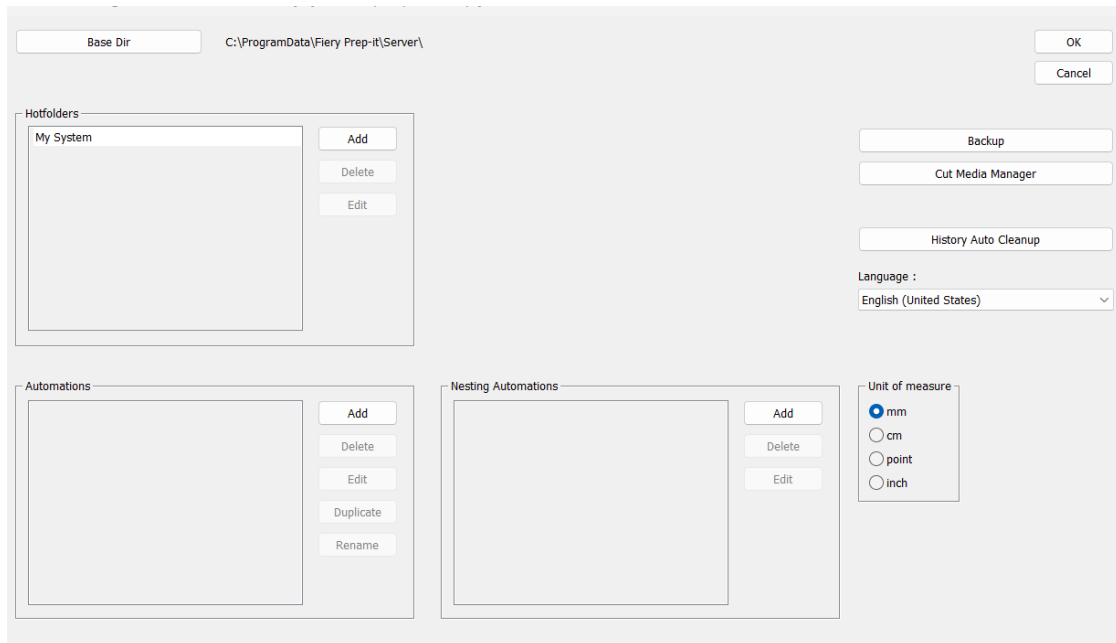 Base Dir
C:\ProgramData\Fiery Prep-it\Server\
OK
Cancel
Hotfolders
My System
Add
Delete
Edit
Backup
Cut Media Manager
History Auto Cleanup
Language :
English (United States)
Automations
Add
Delete
Edit
Duplicate
Rename
Nesting Automations
Add
Delete
Edit
Unit of measure
mm
cm
point
inch